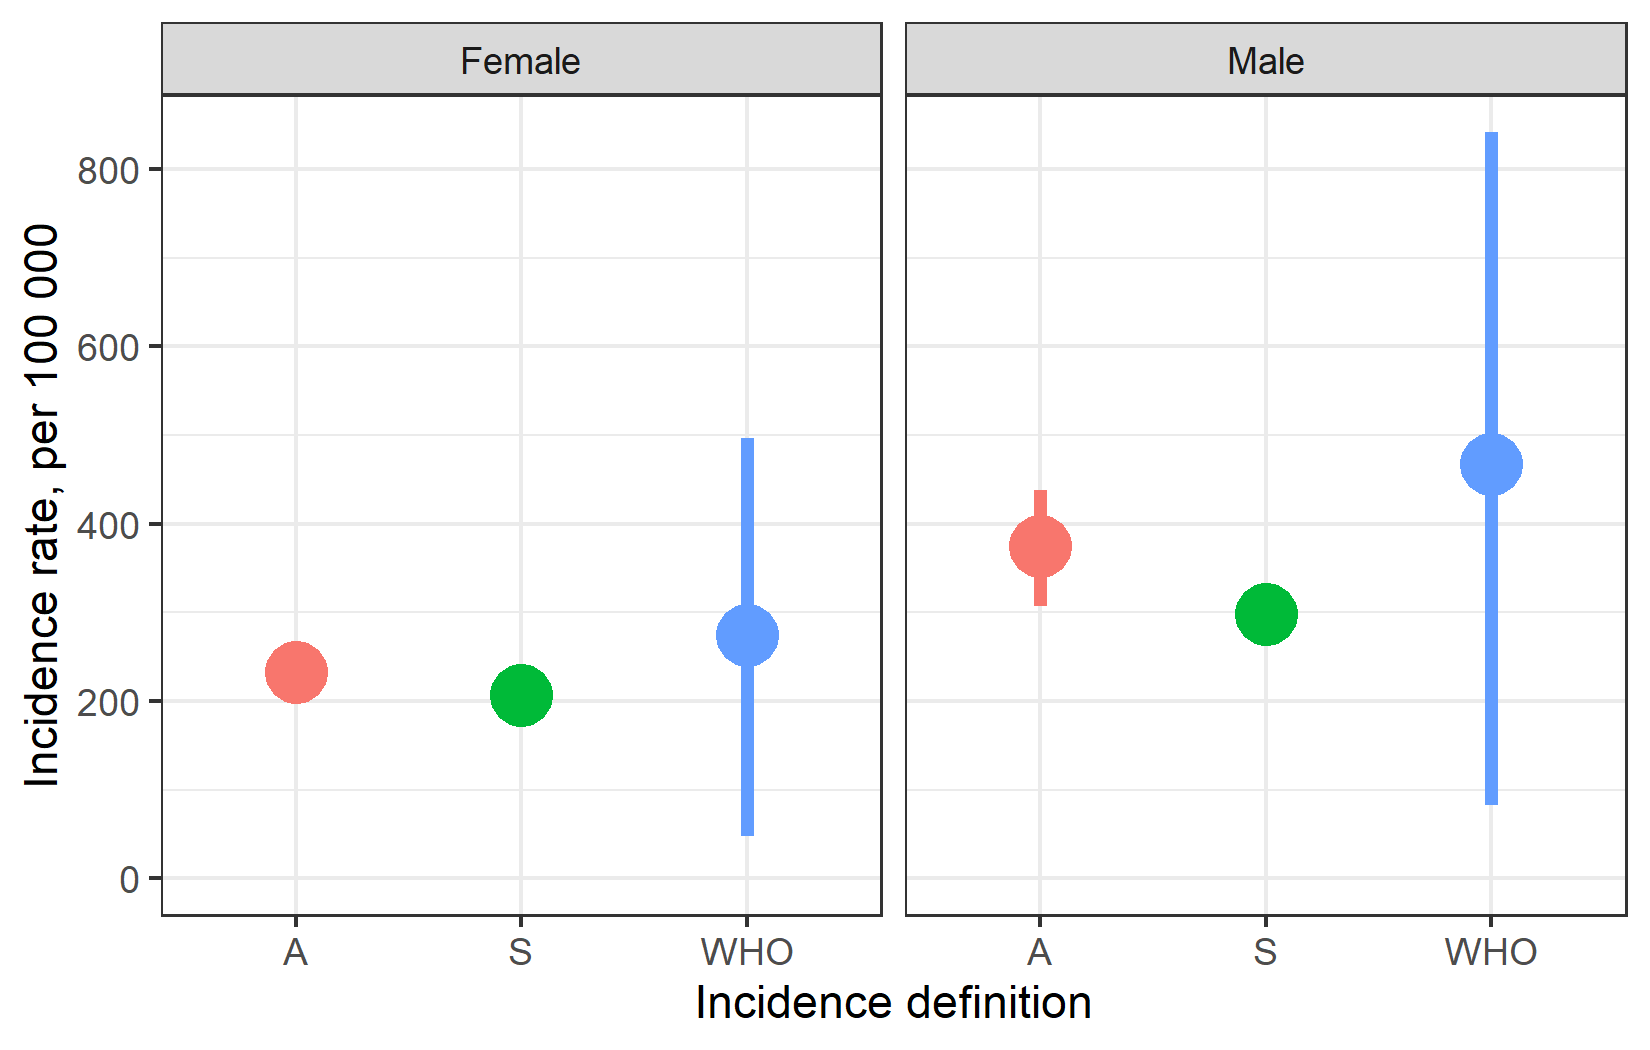 Female
Male
Incidence rate, per 100 000
800
600
400
200
0
A
S
WHO
A
S
WHO
Incidence definition